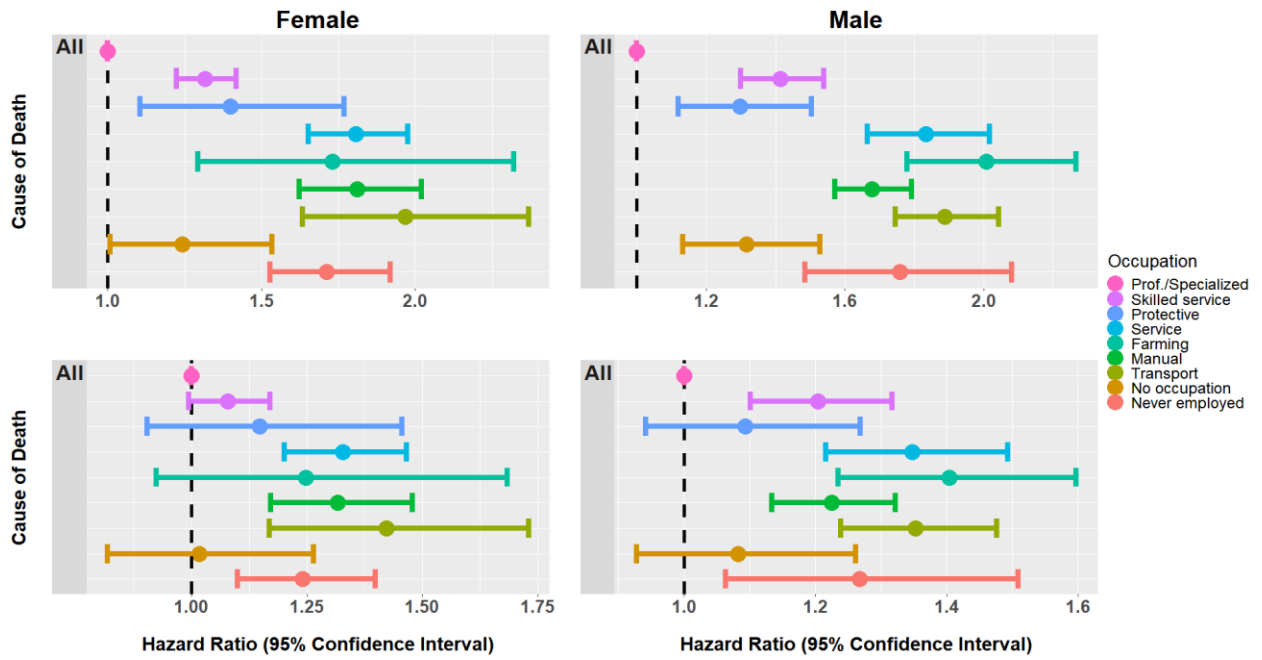 Female
Male
Cause of Death
All
All
1.0 1.5 2.0
1.2 1.6 2.0
Occupation
Prof./Specialized
Skilled service
Protective
Service
Farming
Manual
Transport
No occupation
Never employed
Cause of Death
All
All
1.00 1.25 1.50 1.75
1.0 1.2 1.4 1.6
Hazard Ratio (95% Confidence Interval)
Hazard Ratio (95% Confidence Interval)